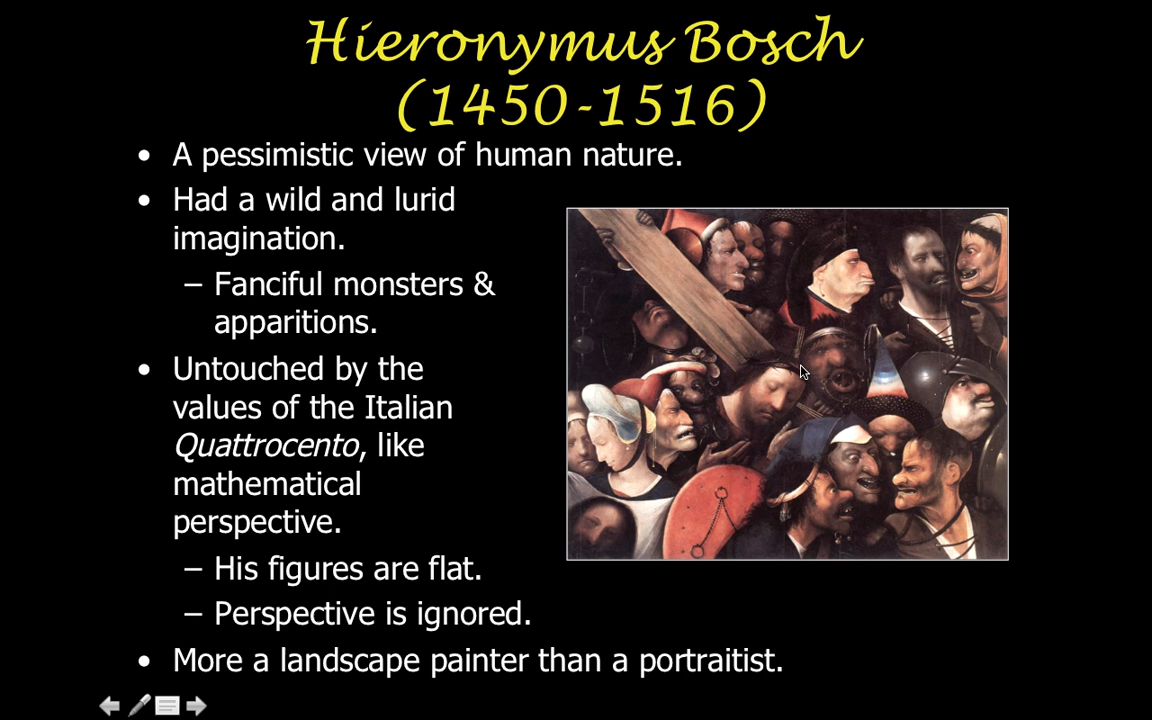 Hieronymus Bosch
(1450-1516)
• A pessimistic view of human nature.
• Had a wild and lurid
imagination.
– Fanciful monsters &
apparitions.
• Untouched by the
values of the Italian
Quattrocento, like
mathematical
perspective.
– His figures are flat.
– Perspective is ignored.
• More a landscape painter than a portraitist.